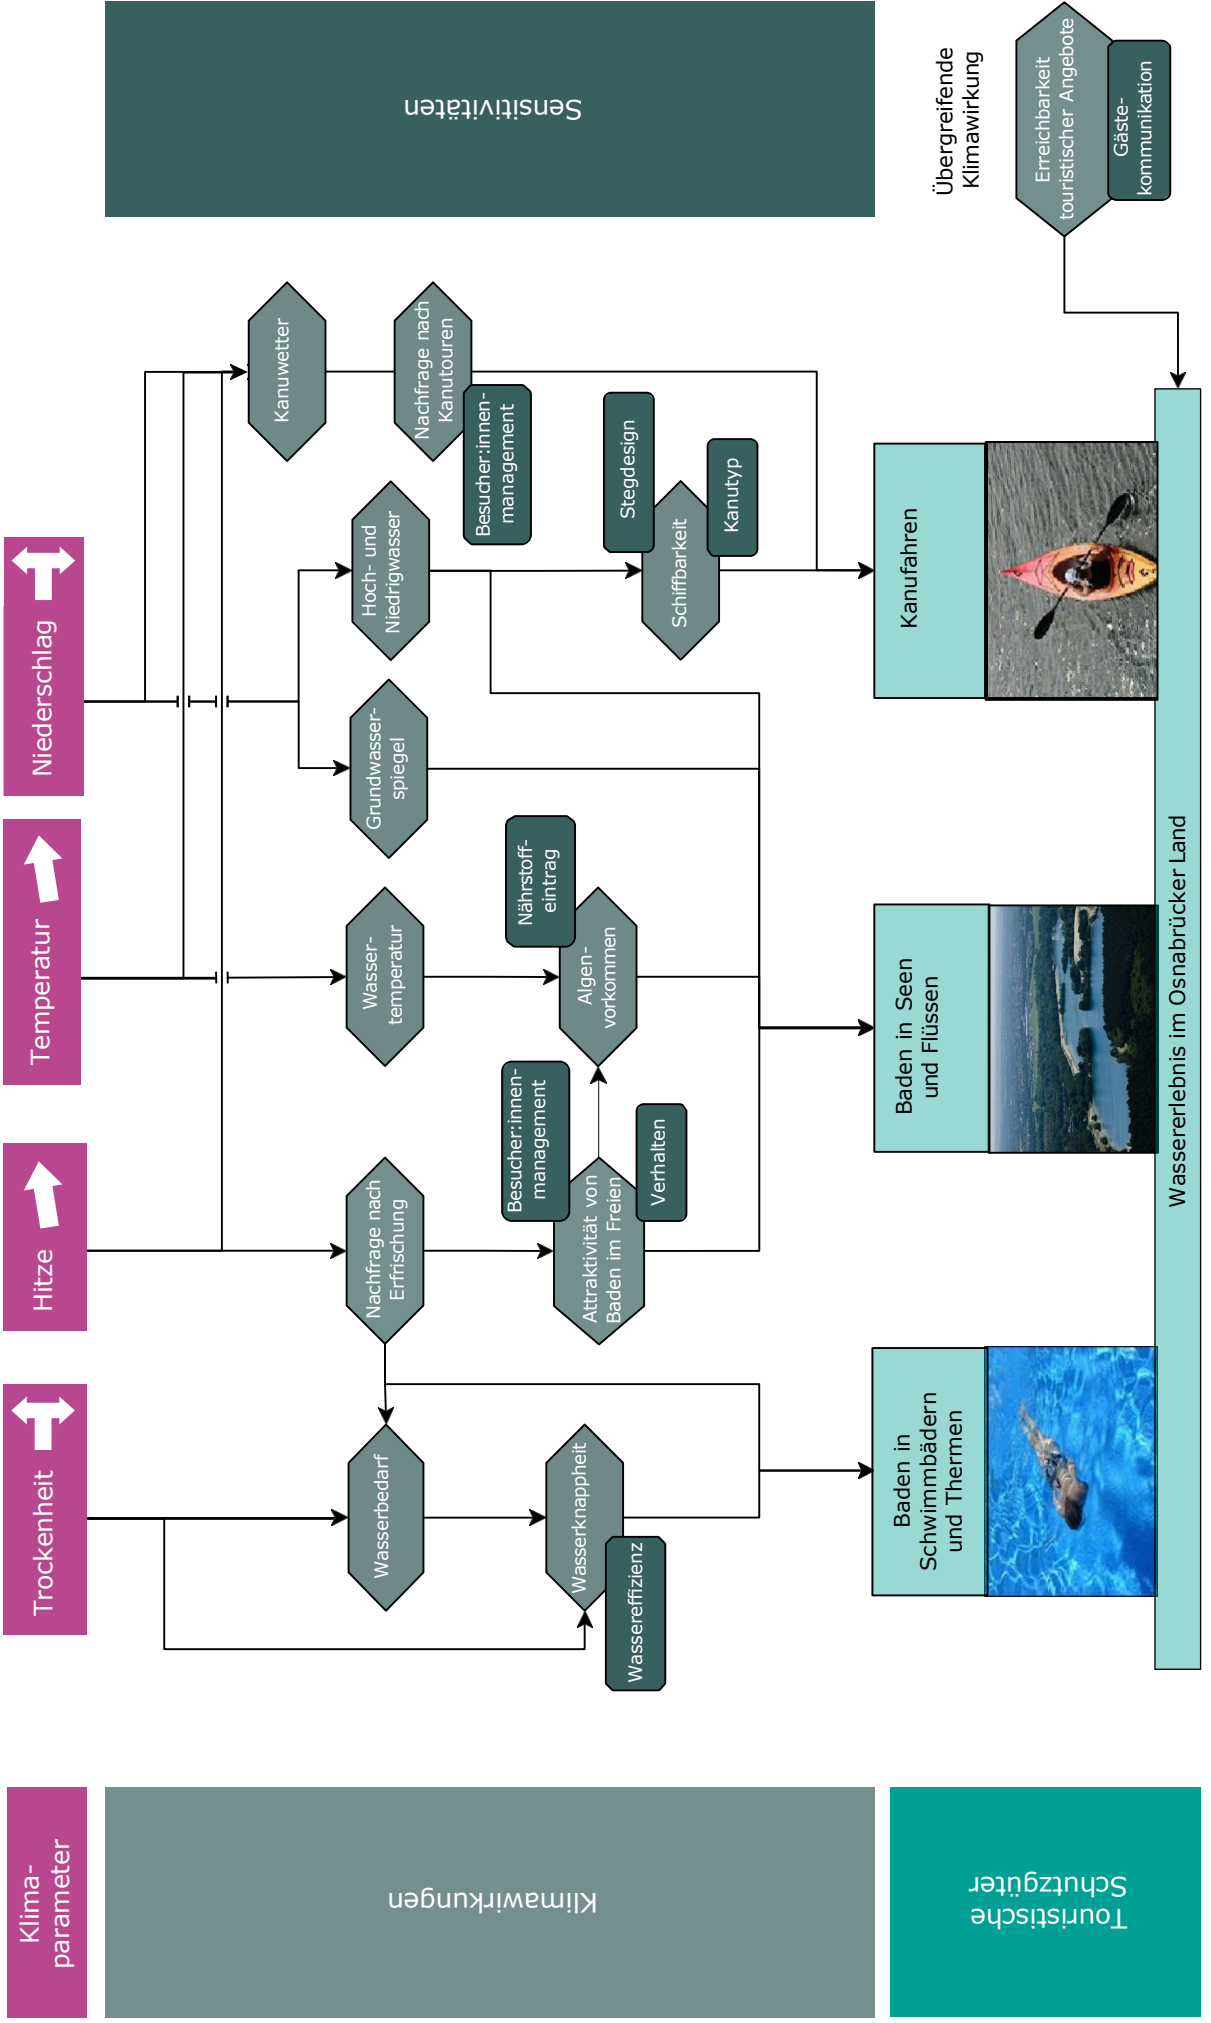 Klima-
parameter
Trockenheit
Hitze
Temperatur
Niederschlag
Klimawirkungen
Sensitivitäten
Kanuwetter
Wasserbedarf
Nachfrage nach
Erfrischung
Wasser-
temperatur
Grundwasser-
spiegel
Hoch- und
Niedrigwasser
Nachfrage nach
Kanutouren
Besucher:innen-
management
Wasserknappheit
Wassereffizienz
Besucher:innen-
management
Attraktivität von
Baden im Freien
Verhalten
Nährstoff-
eintrag
Algen-
vorkommen
Stegdesign
Schiffbarkeit
Kanutyp
Touristische
Schutzgüter
Baden in
Schwimmbädern
und Thermen
Baden in Seen
und Flüssen
Kanufahren
Übergreifende
Klimawirkung
Erreichbarkeit
touristischer Angebote
Gäste-
kommunikation
Wassererlebnis im Osnabrücker Land